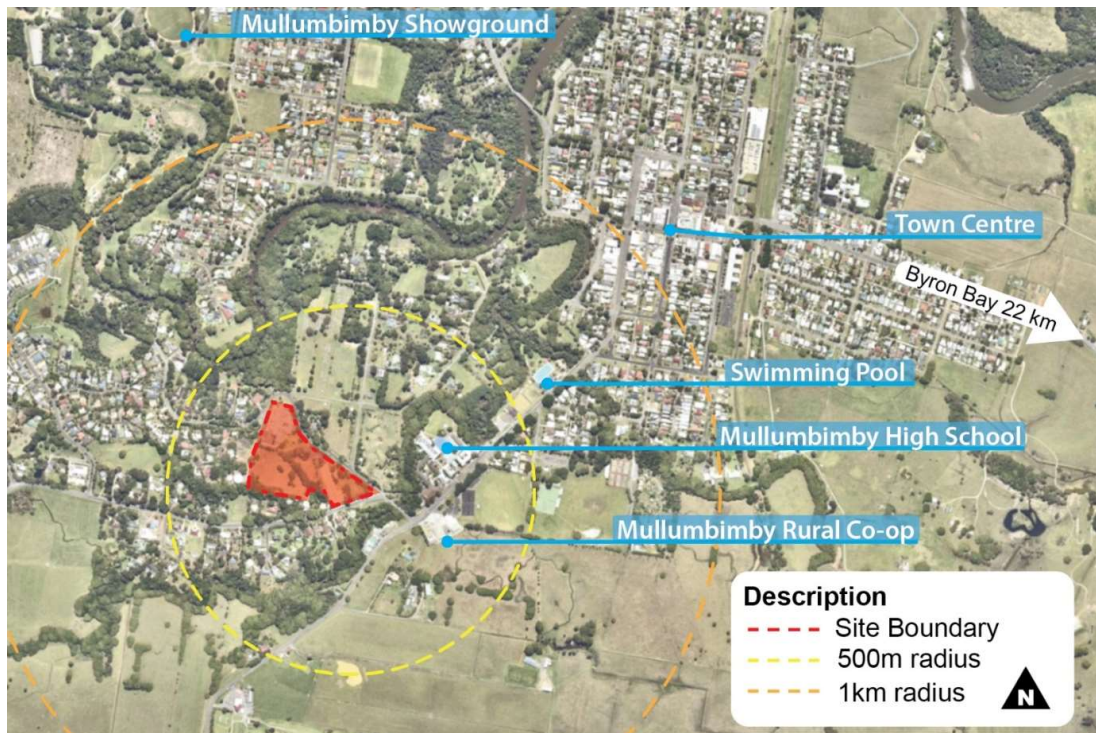 Mullumbimby Showground
Town Centre
Byron Bay 22 km
Swimming Pool
Mullumbimby High School
Mullumbimby Rural Co-op
Description
Site Boundary
500m radius
1km radius
N